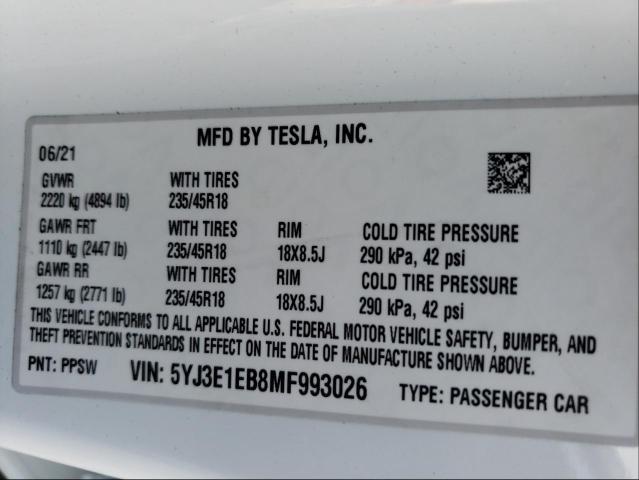 MFD BY TESLA, INC.
06/21
GVWR WITH TIRES
2220 kg (4894 lb) 235/45R18
GAWR FRT WITH TIRES RIM COLD TIRE PRESSURE
1110 kg (2447 lb) 235/45R18 18X8.5J 290 kPa, 42 psi
GAWR RR WITH TIRES RIM COLD TIRE PRESSURE
1257 kg (2771 lb) 235/45R18 18X8.5J 290 kPa, 42 psi
THIS VEHICLE CONFORMS TO ALL APPLICABLE U.S. FEDERAL MOTOR VEHICLE SAFETY, BUMPER, AND
THEFT PREVENTION STANDARDS IN EFFECT ON THE DATE OF MANUFACTURE SHOWN ABOVE.
PNT: PPSW VIN: 5YJ3E1EB8MF993026 TYPE: PASSENGER CAR